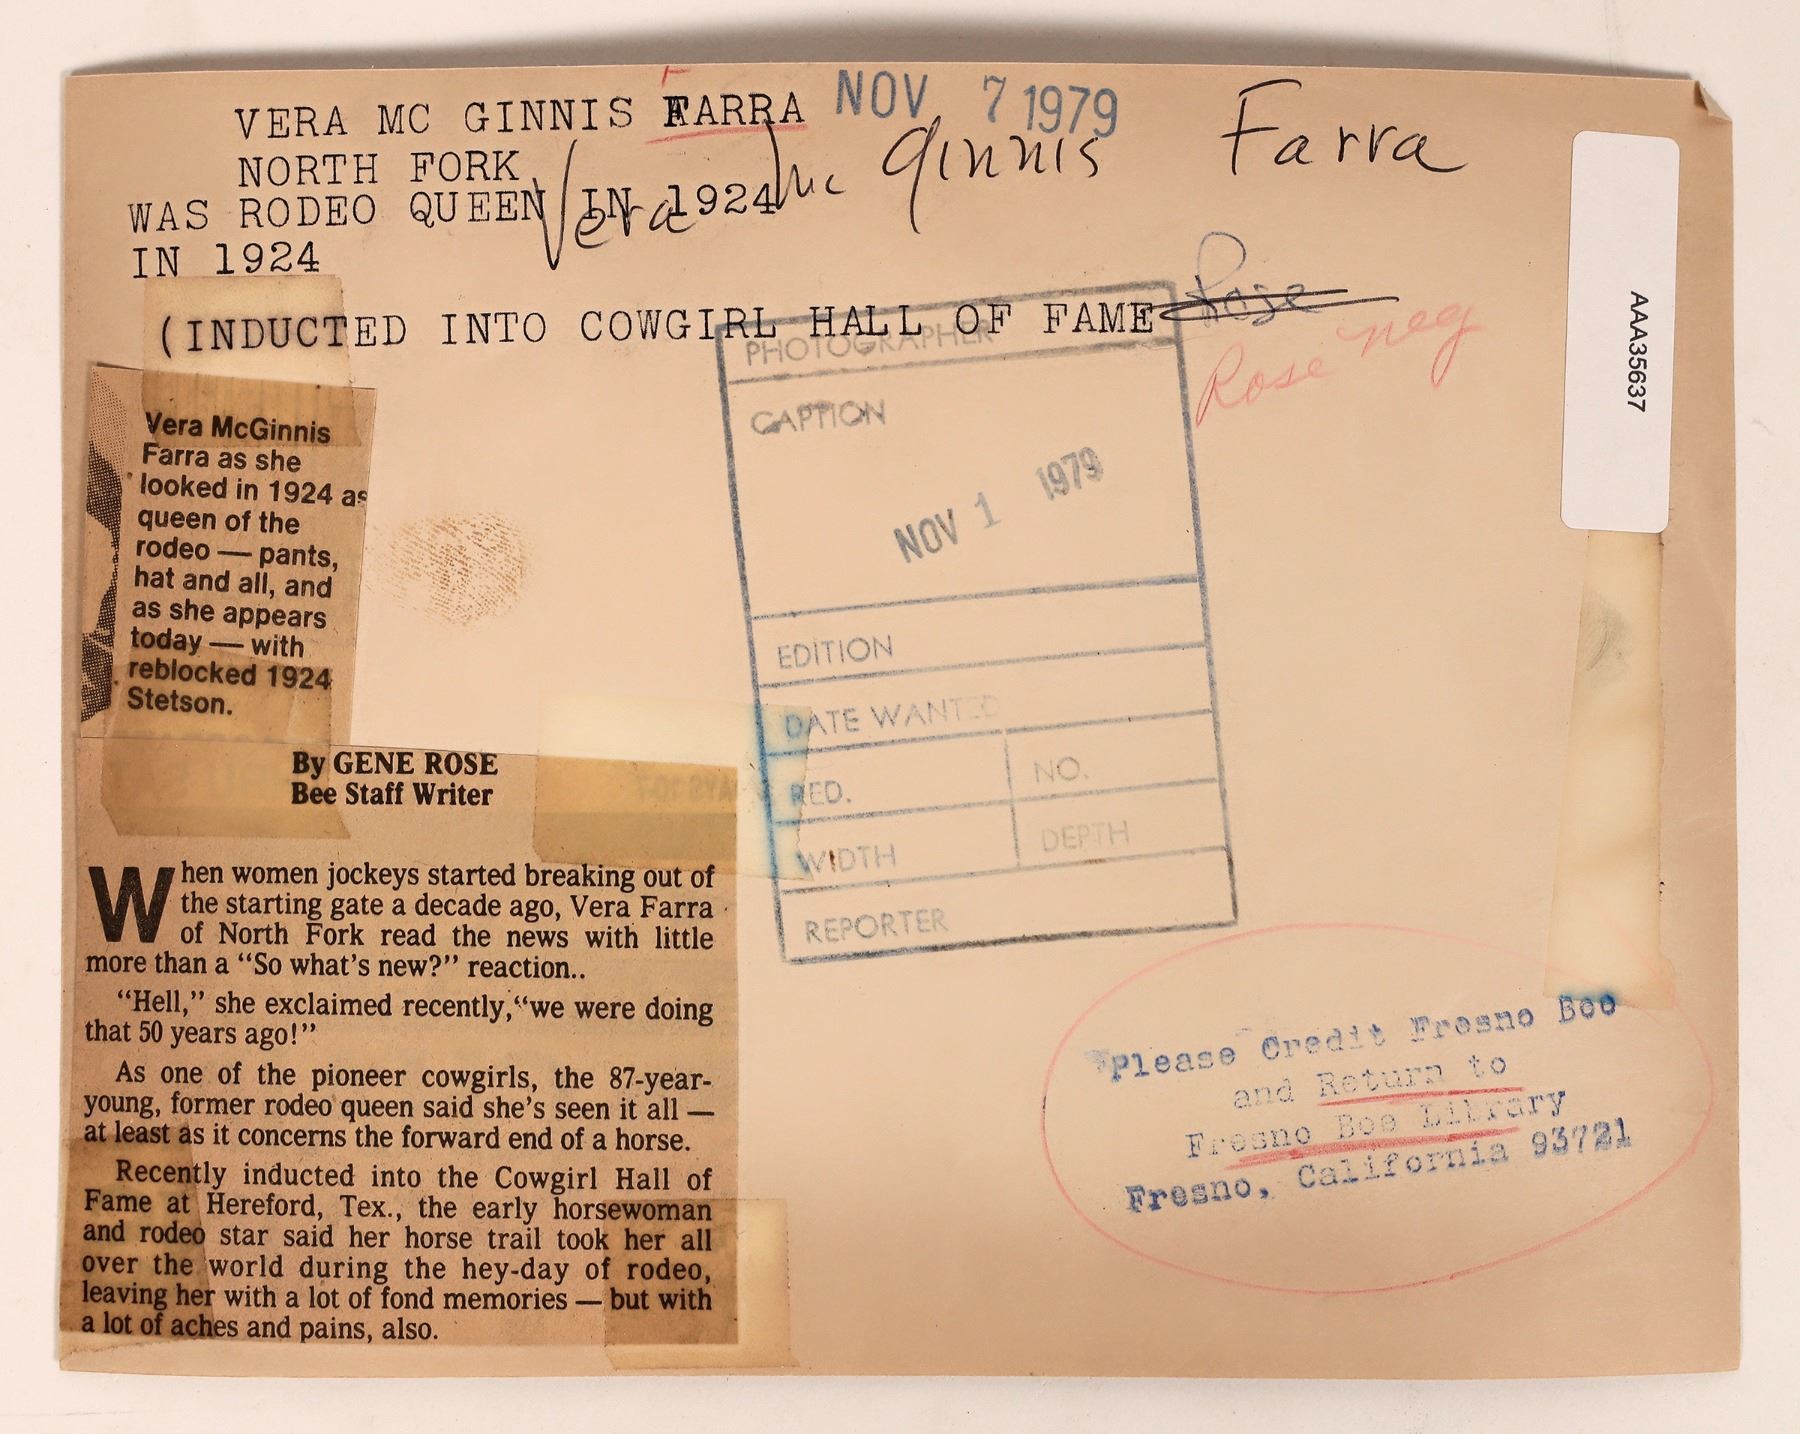 VERA MC GINNIS FARRA
NOV 7 1979
NORTH FORK
WAS RODEO QUEEN IN 1924
IN 1924
Vera Mc Ginnis Farra
(INDUCTED INTO COWGIRL HALL OF FAME
Rose
Rose neg
AAA35637
Vera McGinnis
Farra as she
looked in 1924 as
queen of the
rodeo — pants,
hat and all, and
as she appears
today — with
reblocked 1924
Stetson.
PHOTOGRAPHER
CAPTION
NOV 1 1979
EDITION
DATE WANTED
RED. NO.
WIDTH DEPTH
REPORTER
By GENE ROSE
Bee Staff Writer
When women jockeys started breaking out of
the starting gate a decade ago, Vera Farra
of North Fork read the news with little
more than a “So what’s new?” reaction..
“Hell,” she exclaimed recently,“we were doing
that 50 years ago!”
As one of the pioneer cowgirls, the 87-year-
young, former rodeo queen said she’s seen it all —
at least as it concerns the forward end of a horse.
Recently inducted into the Cowgirl Hall of
Fame at Hereford, Tex., the early horsewoman
and rodeo star said her horse trail took her all
over the world during the hey-day of rodeo,
leaving her with a lot of fond memories — but with
a lot of aches and pains, also.
Please Credit Fresno Bee
and Return to
Fresno Bee Library
Fresno, California 93721